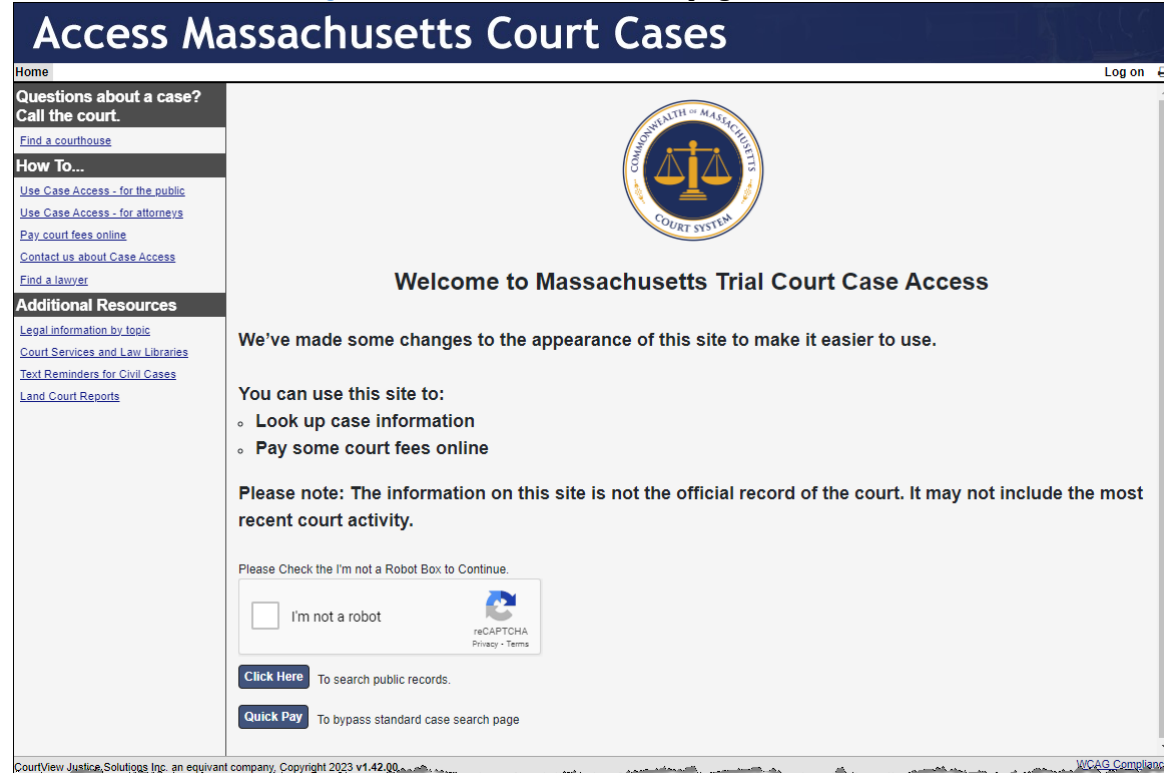 Access Massachusetts Court Cases
Home
Log on
Questions about a case?
Call the court.
Find a courthouse
How To...
Use Case Access - for the public
Use Case Access - for attorneys
Pay court fees online
Contact us about Case Access
Find a lawyer
Additional Resources
Legal information by topic
Court Services and Law Libraries
Text Reminders for Civil Cases
Land Court Reports
COMMONWEALTH OF MASSACHUSETTS
COURT SYSTEM
Welcome to Massachusetts Trial Court Case Access
We've made some changes to the appearance of this site to make it easier to use.
You can use this site to:
Look up case information
Pay some court fees online
Please note: The information on this site is not the official record of the court. It may not include the most
recent court activity.
Please Check the I'm not a Robot Box to Continue.
I'm not a robot
reCAPTCHA
Privacy - Terms
Click Here To search public records.
Quick Pay To bypass standard case search page
CourtView Justice Solutions Inc. an equivant company, Copyright 2023 v1.42.00
WCAG Complianc